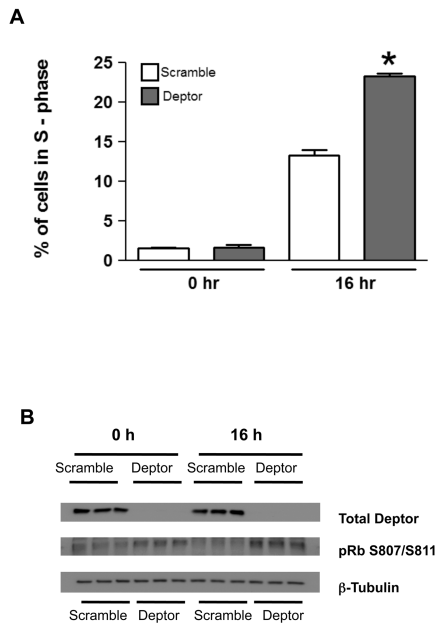 A
% of cells in S - phase
25
20
15
10
5
0
Scramble
Deptor
*
0 hr
16 hr
B
0 h
16 h
Scramble Deptor Scramble Deptor
Total Deptor
pRb S807/S811
β-Tubulin
Scramble Deptor Scramble Deptor